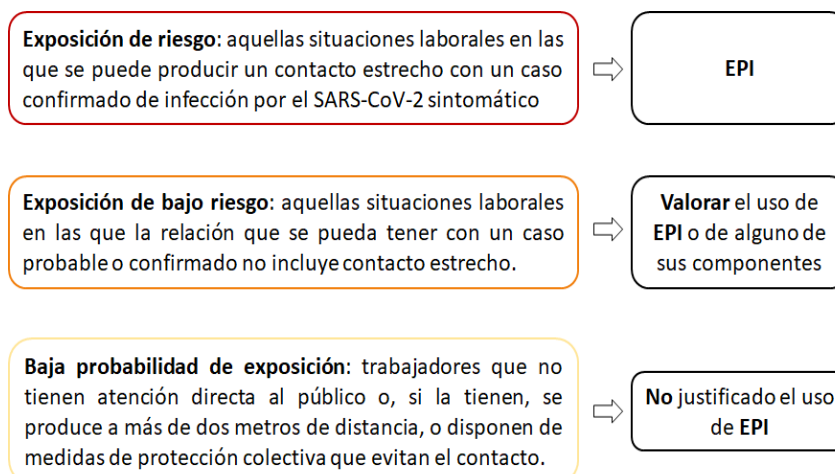 Exposición de riesgo: aquellas situaciones laborales en las
que se puede producir un contacto estrecho con un caso
confirmado de infección por el SARS-CoV-2 sintomático
EPI
Exposición de bajo riesgo: aquellas situaciones laborales
en las que la relación que se pueda tener con un caso
probable o confirmado no incluye contacto estrecho.
Valorar el uso de
EPI o de alguno de
sus componentes
Baja probabilidad de exposición: trabajadores que no
tienen atención directa al público o, si la tienen, se
produce a más de dos metros de distancia, o disponen de
medidas de protección colectiva que evitan el contacto.
No justificado el uso
de EPI